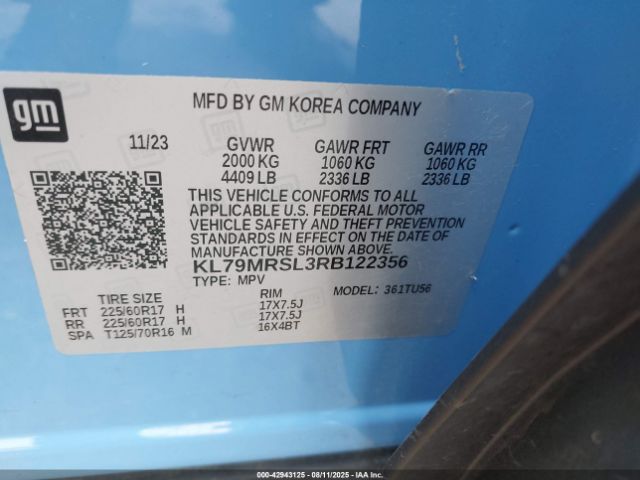 gm
MFD BY GM KOREA COMPANY
11/23 GVWR GAWR FRT GAWR RR
2000 KG 1060 KG 1060 KG
4409 LB 2336 LB 2336 LB
THIS VEHICLE CONFORMS TO ALL
APPLICABLE U.S. FEDERAL MOTOR
VEHICLE SAFETY AND THEFT PREVENTION
STANDARDS IN EFFECT ON THE DATE OF
MANUFACTURE SHOWN ABOVE.
KL79MRSL3RB122356
TYPE: MPV MODEL: 361TU56
TIRE SIZE RIM
FRT 225/60R17 H 17X7.5J
RR 225/60R17 H 17X7.5J
SPA T125/70R16 M 16X4BT
000-42943125 - 08/11/2025 - IAA Inc.